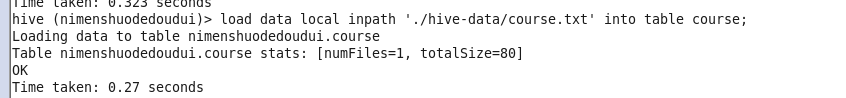 Time taken: 0.323 seconds
hive (nimenshuodedoudui)> load data local inpath './hive-data/course.txt' into table course;
Loading data to table nimenshuodedoudui.course
Table nimenshuodedoudui.course stats: [numFiles=1, totalSize=80]
OK
Time taken: 0.27 seconds